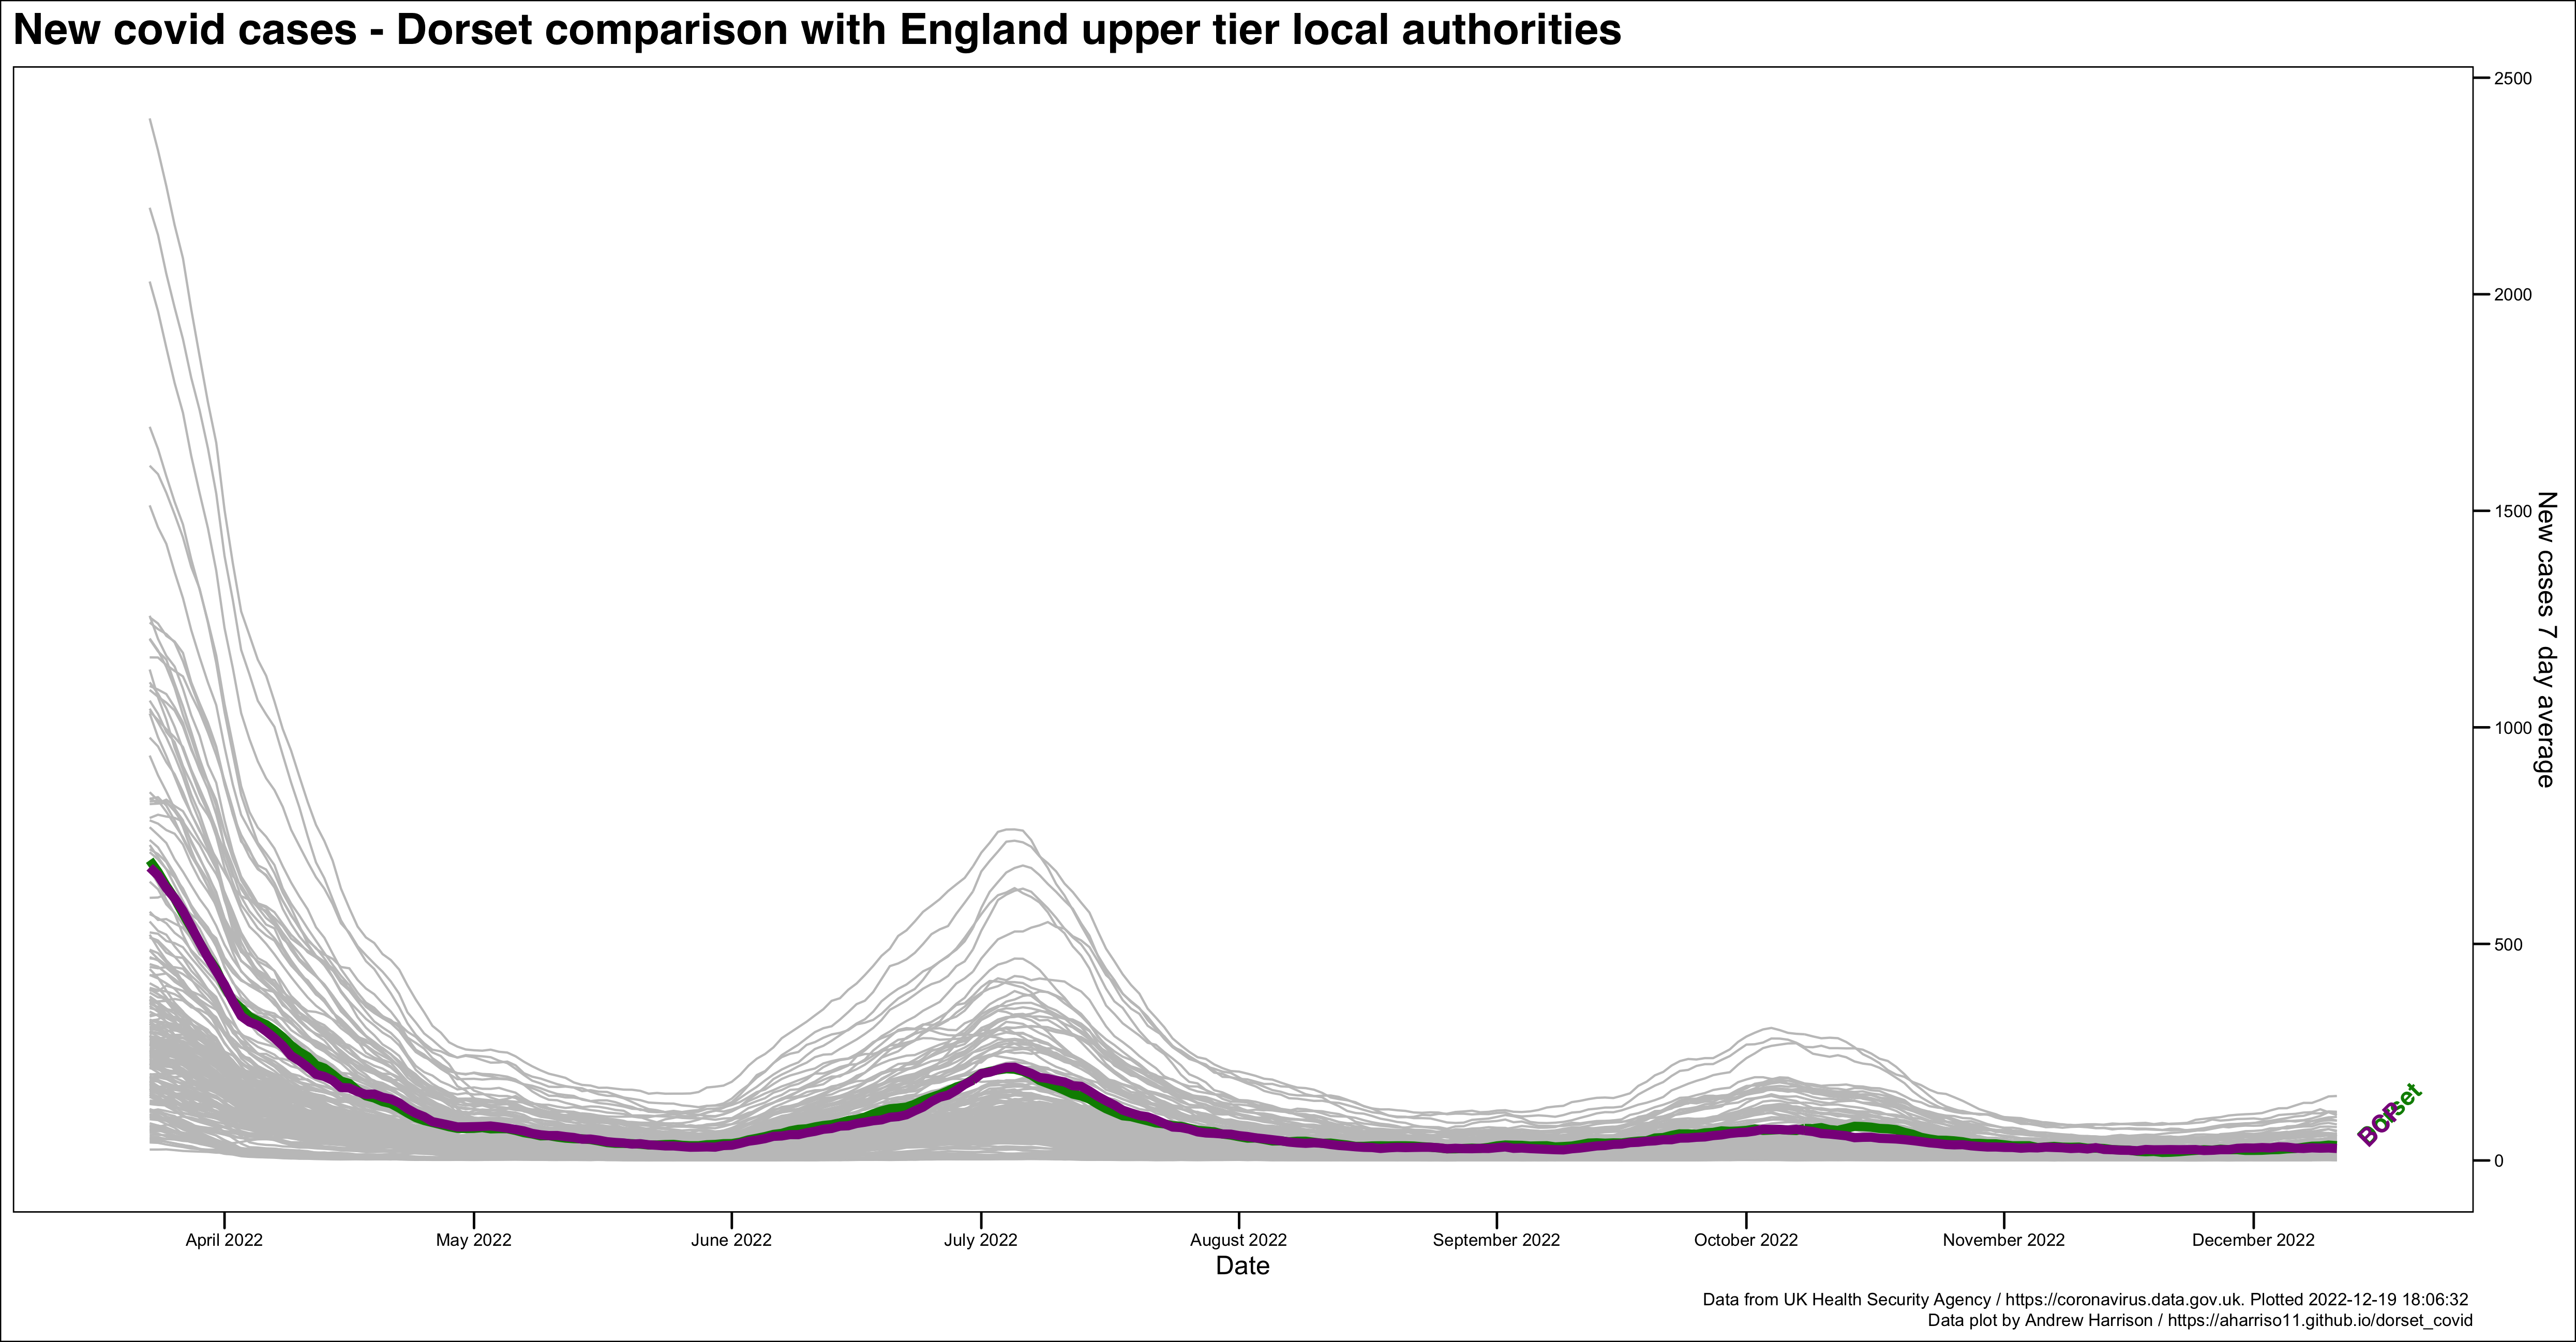 New covid cases - Dorset comparison with England upper tier local authorities
2500
2000
1500
1000
500
0
New cases 7 day average
Dorset
BCP
April 2022
May 2022
June 2022
July 2022
August 2022
September 2022
October 2022
November 2022
December 2022
Date
Data from UK Health Security Agency / https://coronavirus.data.gov.uk. Plotted 2022-12-19 18:06:32
Data plot by Andrew Harrison / https://aharriso11.github.io/dorset_covid